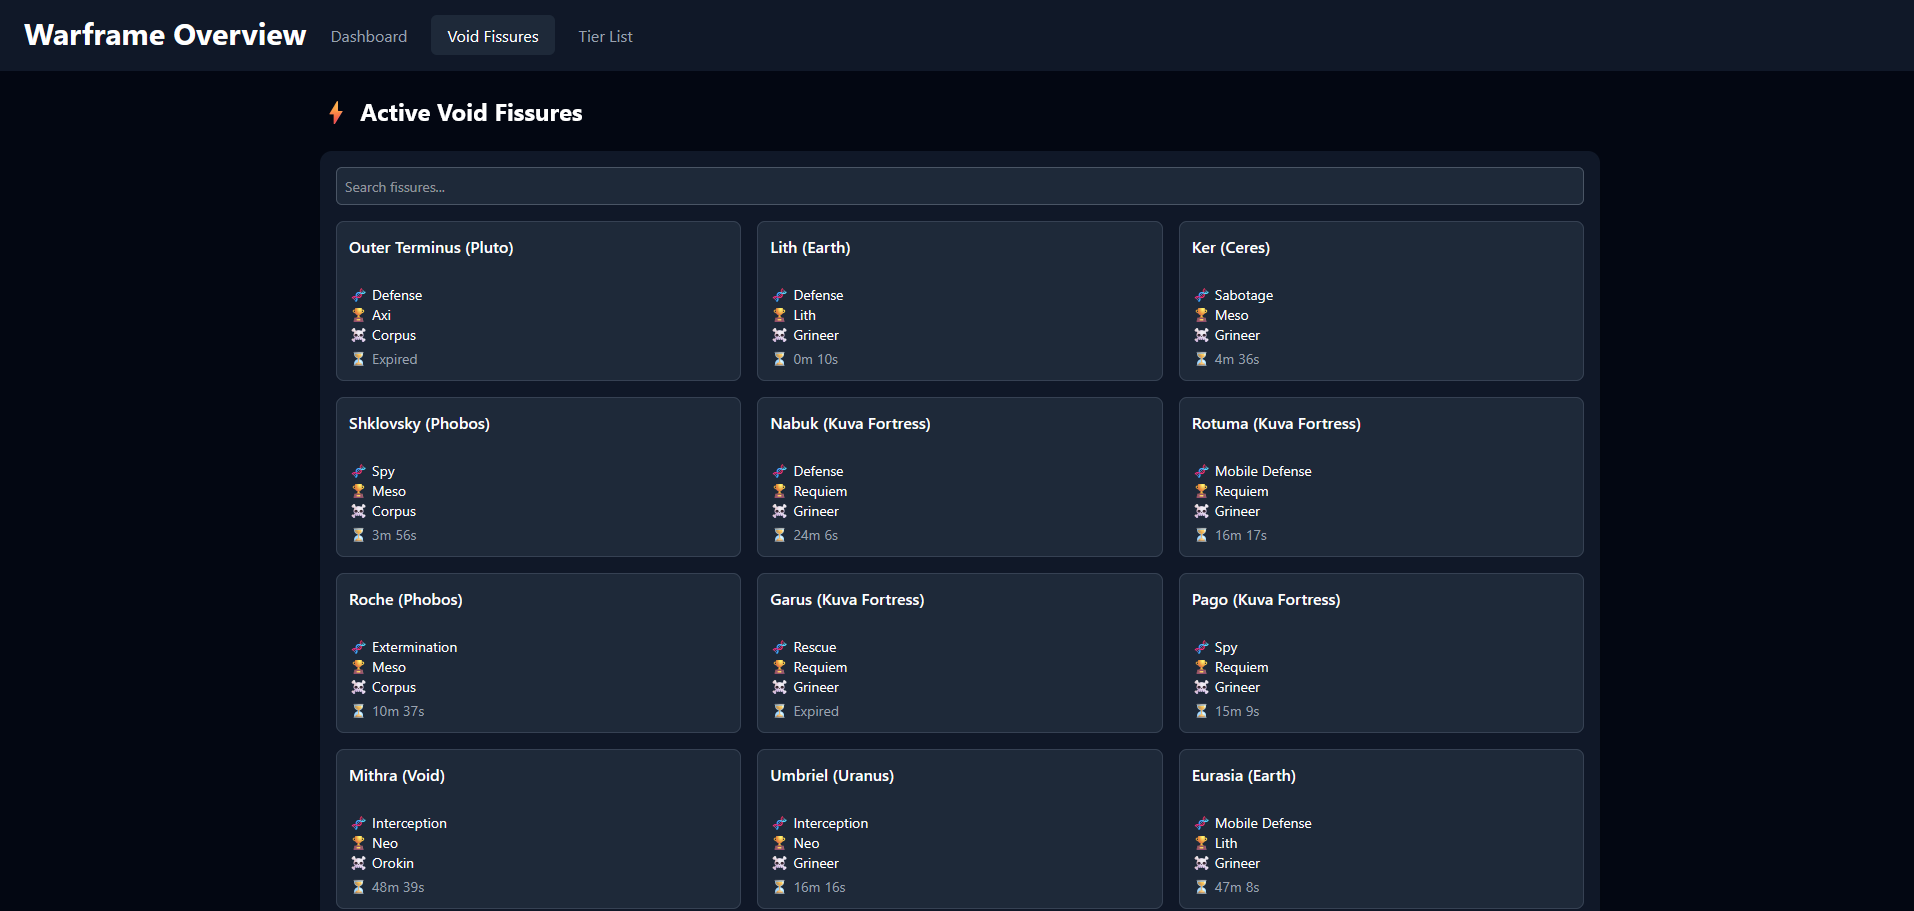 Warframe Overview Dashboard Void Fissures Tier List
Active Void Fissures
Search fissures...
Outer Terminus (Pluto)
Defense
Axi
Corpus
Expired
Lith (Earth)
Defense
Lith
Grineer
0m 10s
Ker (Ceres)
Sabotage
Meso
Grineer
4m 36s
Shklovsky (Phobos)
Spy
Meso
Corpus
3m 56s
Nabuk (Kuva Fortress)
Defense
Requiem
Grineer
24m 6s
Rotuma (Kuva Fortress)
Mobile Defense
Requiem
Grineer
16m 17s
Roche (Phobos)
Extermination
Meso
Corpus
10m 37s
Garus (Kuva Fortress)
Rescue
Requiem
Grineer
Expired
Pago (Kuva Fortress)
Spy
Requiem
Grineer
15m 9s
Mithra (Void)
Interception
Neo
Orokin
48m 39s
Umbriel (Uranus)
Interception
Neo
Grineer
16m 16s
Eurasia (Earth)
Mobile Defense
Lith
Grineer
47m 8s